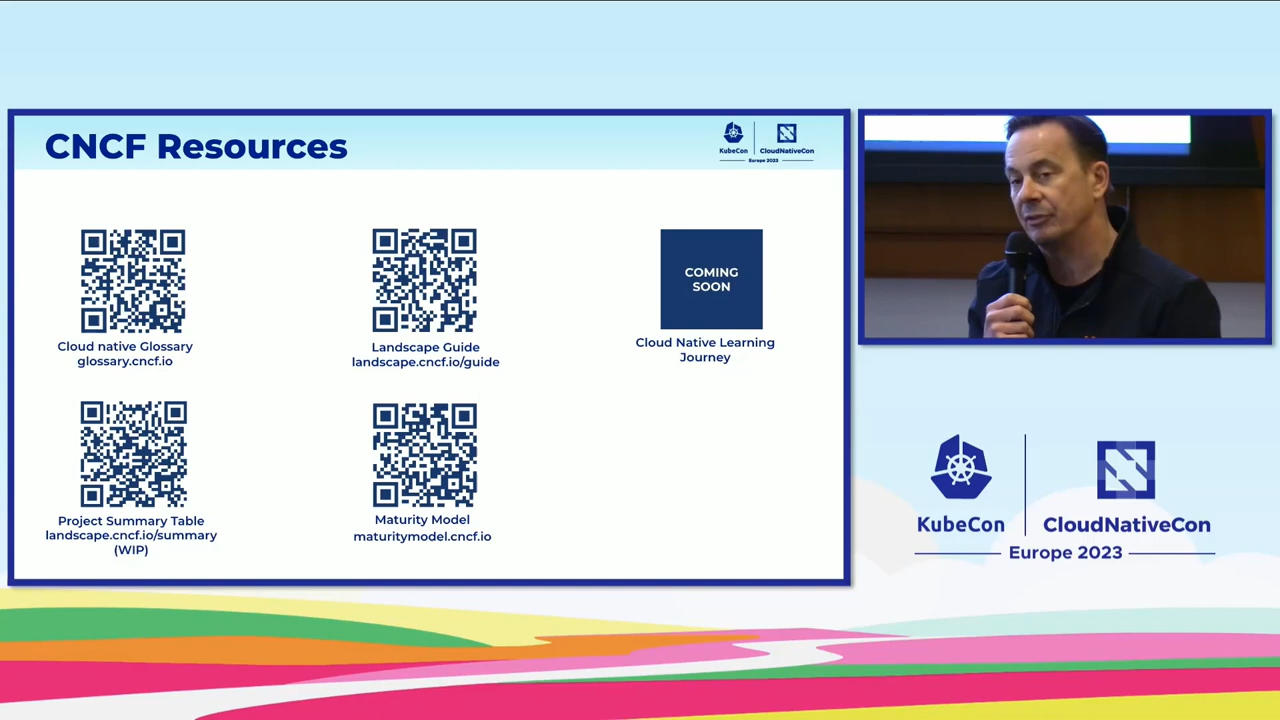 CNCF Resources
KubeCon
CloudNativeCon
Europe 2023
Cloud native Glossary
glossary.cncf.io
Landscape Guide
landscape.cncf.io/guide
COMING
SOON
Cloud Native Learning
Journey
Project Summary Table
landscape.cncf.io/summary
(WIP)
Maturity Model
maturitymodel.cncf.io
KubeCon
CloudNativeCon
Europe 2023